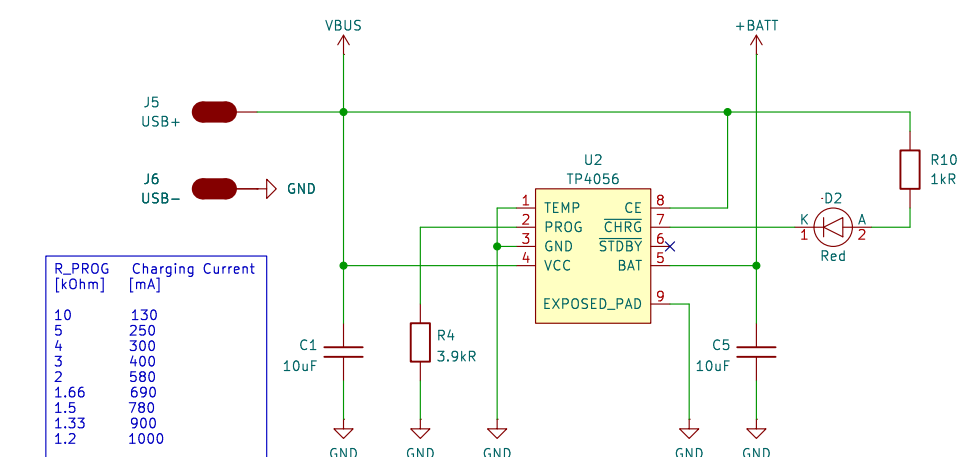 VBUS
+BATT
J5
USB+
J6
USB-
GND
U2
TP4056
1 TEMP
2 PROG
3 GND
4 VCC
CE 8
CHRG 7
STDBY 6
BAT 5
EXPOSED_PAD 9
R10
1kR
D2
K
1
A
2
Red
R_PROG Charging Current
[kOhm] [mA]
10 130
5 250
4 300
3 400
2 580
1.66 690
1.5 780
1.33 900
1.2 1000
C1
10uF
R4
3.9kR
C5
10uF
GND
GND
GND
GND
GND